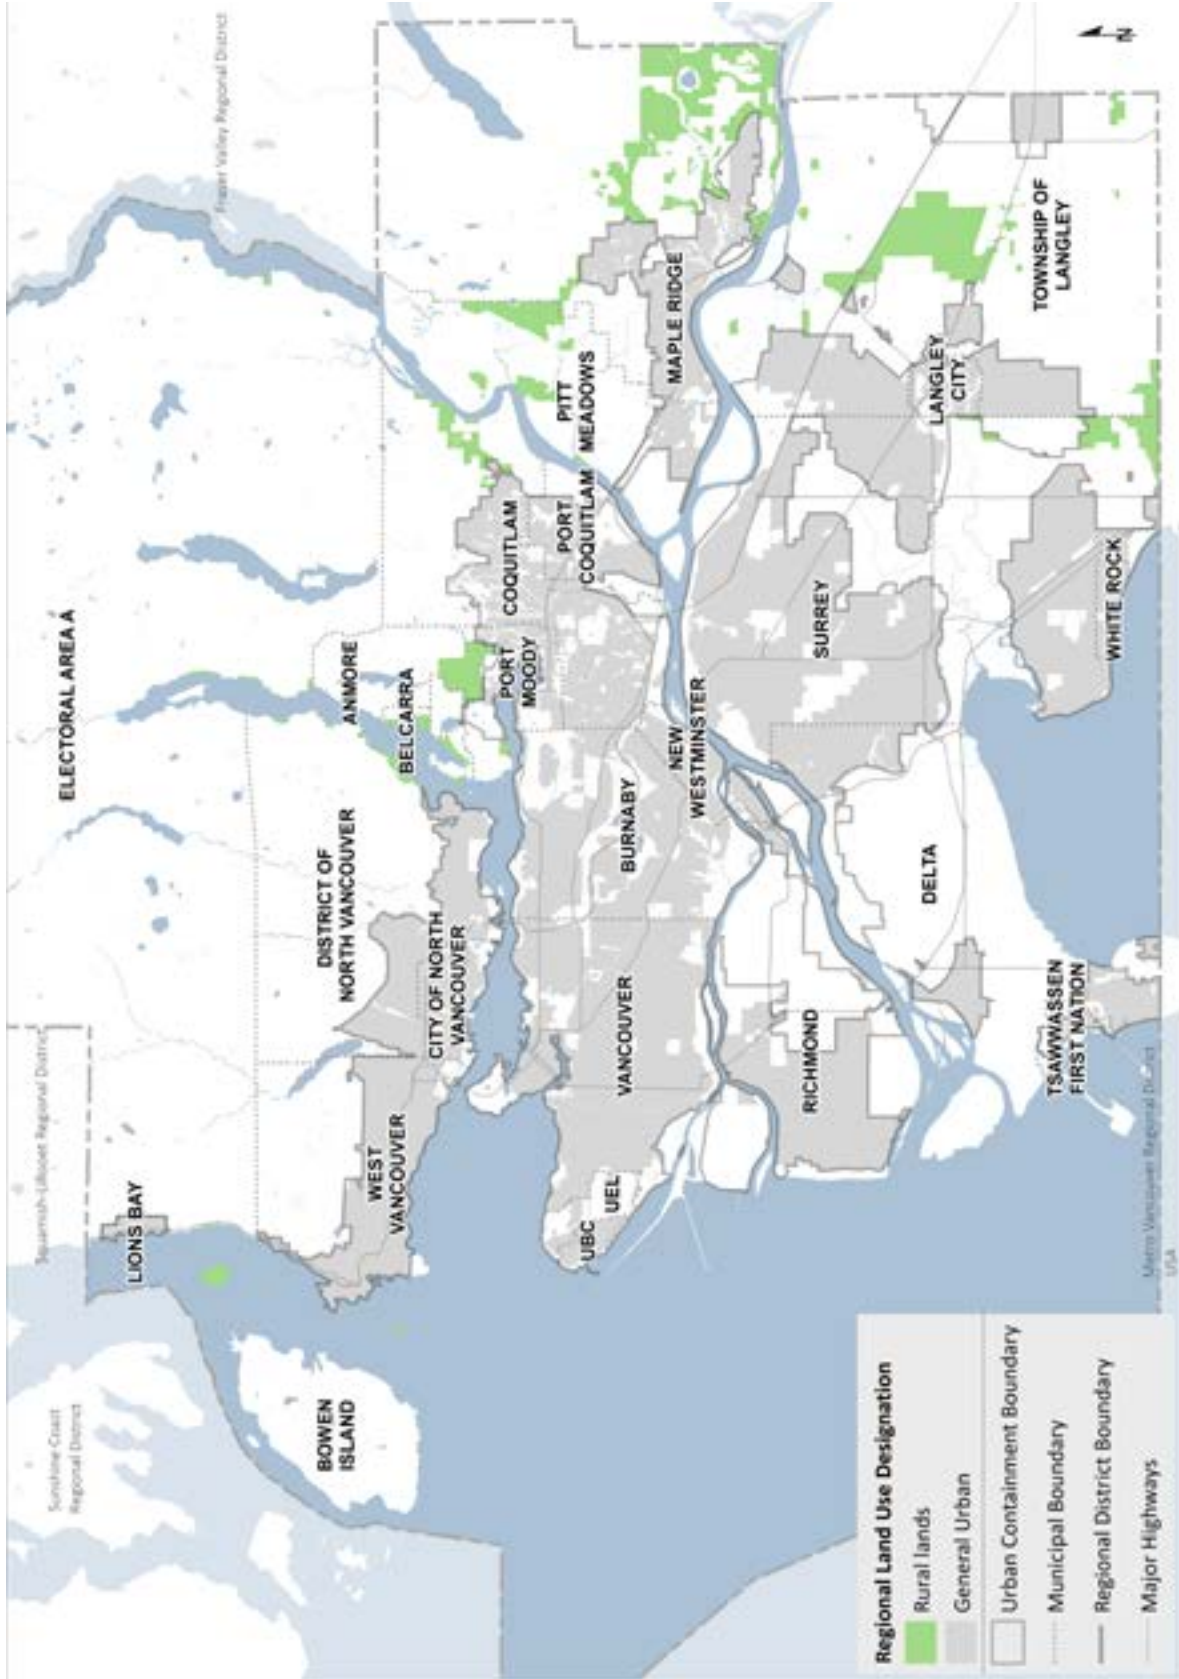 Squamish-Lillooet Regional District
Fraser Valley Regional District
Sunshine Coast
Regional District
ELECTORAL AREA A
LIONS BAY
BOWEN
ISLAND
WEST
VANCOUVER
DISTRICT OF
NORTH VANCOUVER
CITY OF NORTH
VANCOUVER
ANMORE
BELCARRA
PORT
MOODY
COQUITLAM
PORT
COQUITLAM
PITT
MEADOWS
MAPLE RIDGE
UBC
UEL
VANCOUVER
BURNABY
NEW
WESTMINSTER
RICHMOND
SURREY
DELTA
LANGLEY
CITY
TOWNSHIP OF
LANGLEY
WHITE ROCK
TSAWWASSEN
FIRST NATION
Metro Vancouver Regional District
USA
N
Regional Land Use Designation
Rural lands
General Urban
Urban Containment Boundary
Municipal Boundary
Regional District Boundary
Major Highways